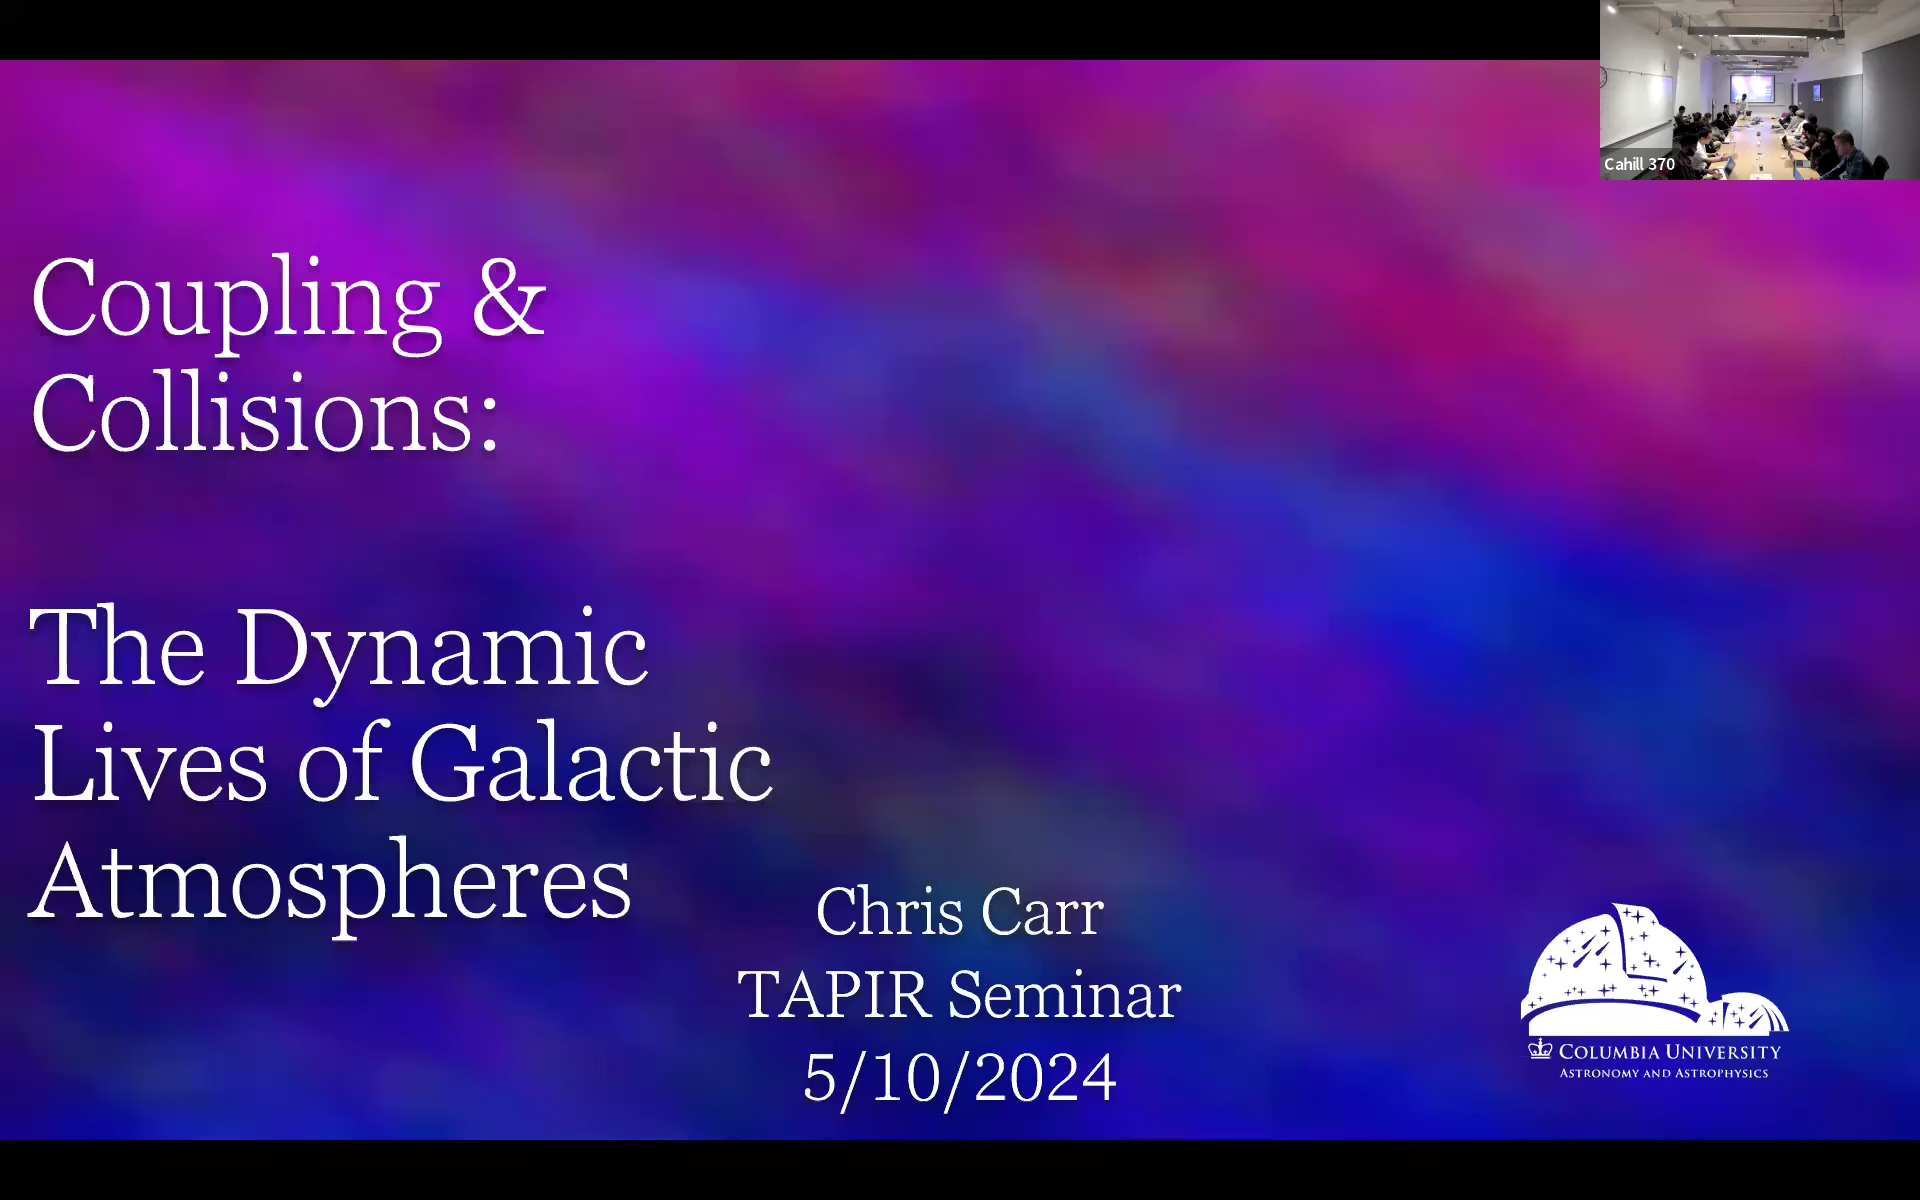 Cahill 370
Coupling &
Collisions:
The Dynamic
Lives of Galactic
Atmospheres
Chris Carr
TAPIR Seminar
5/10/2024
COLUMBIA UNIVERSITY
ASTRONOMY AND ASTROPHYSICS